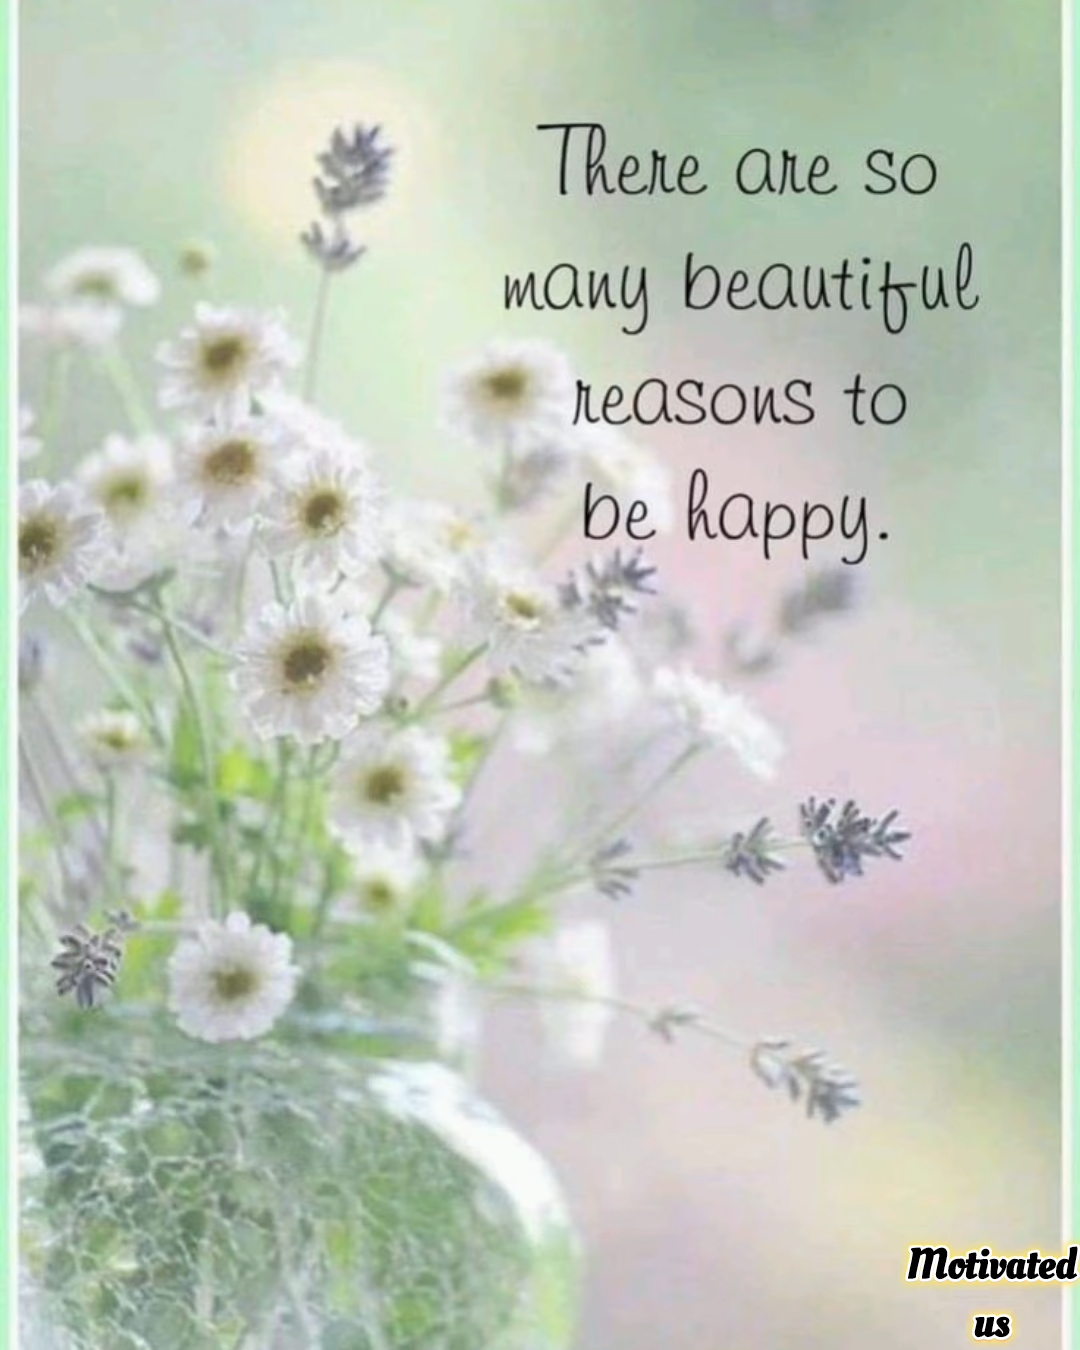 There are so
many beautiful
reasons to
be happy.
Motivated
us